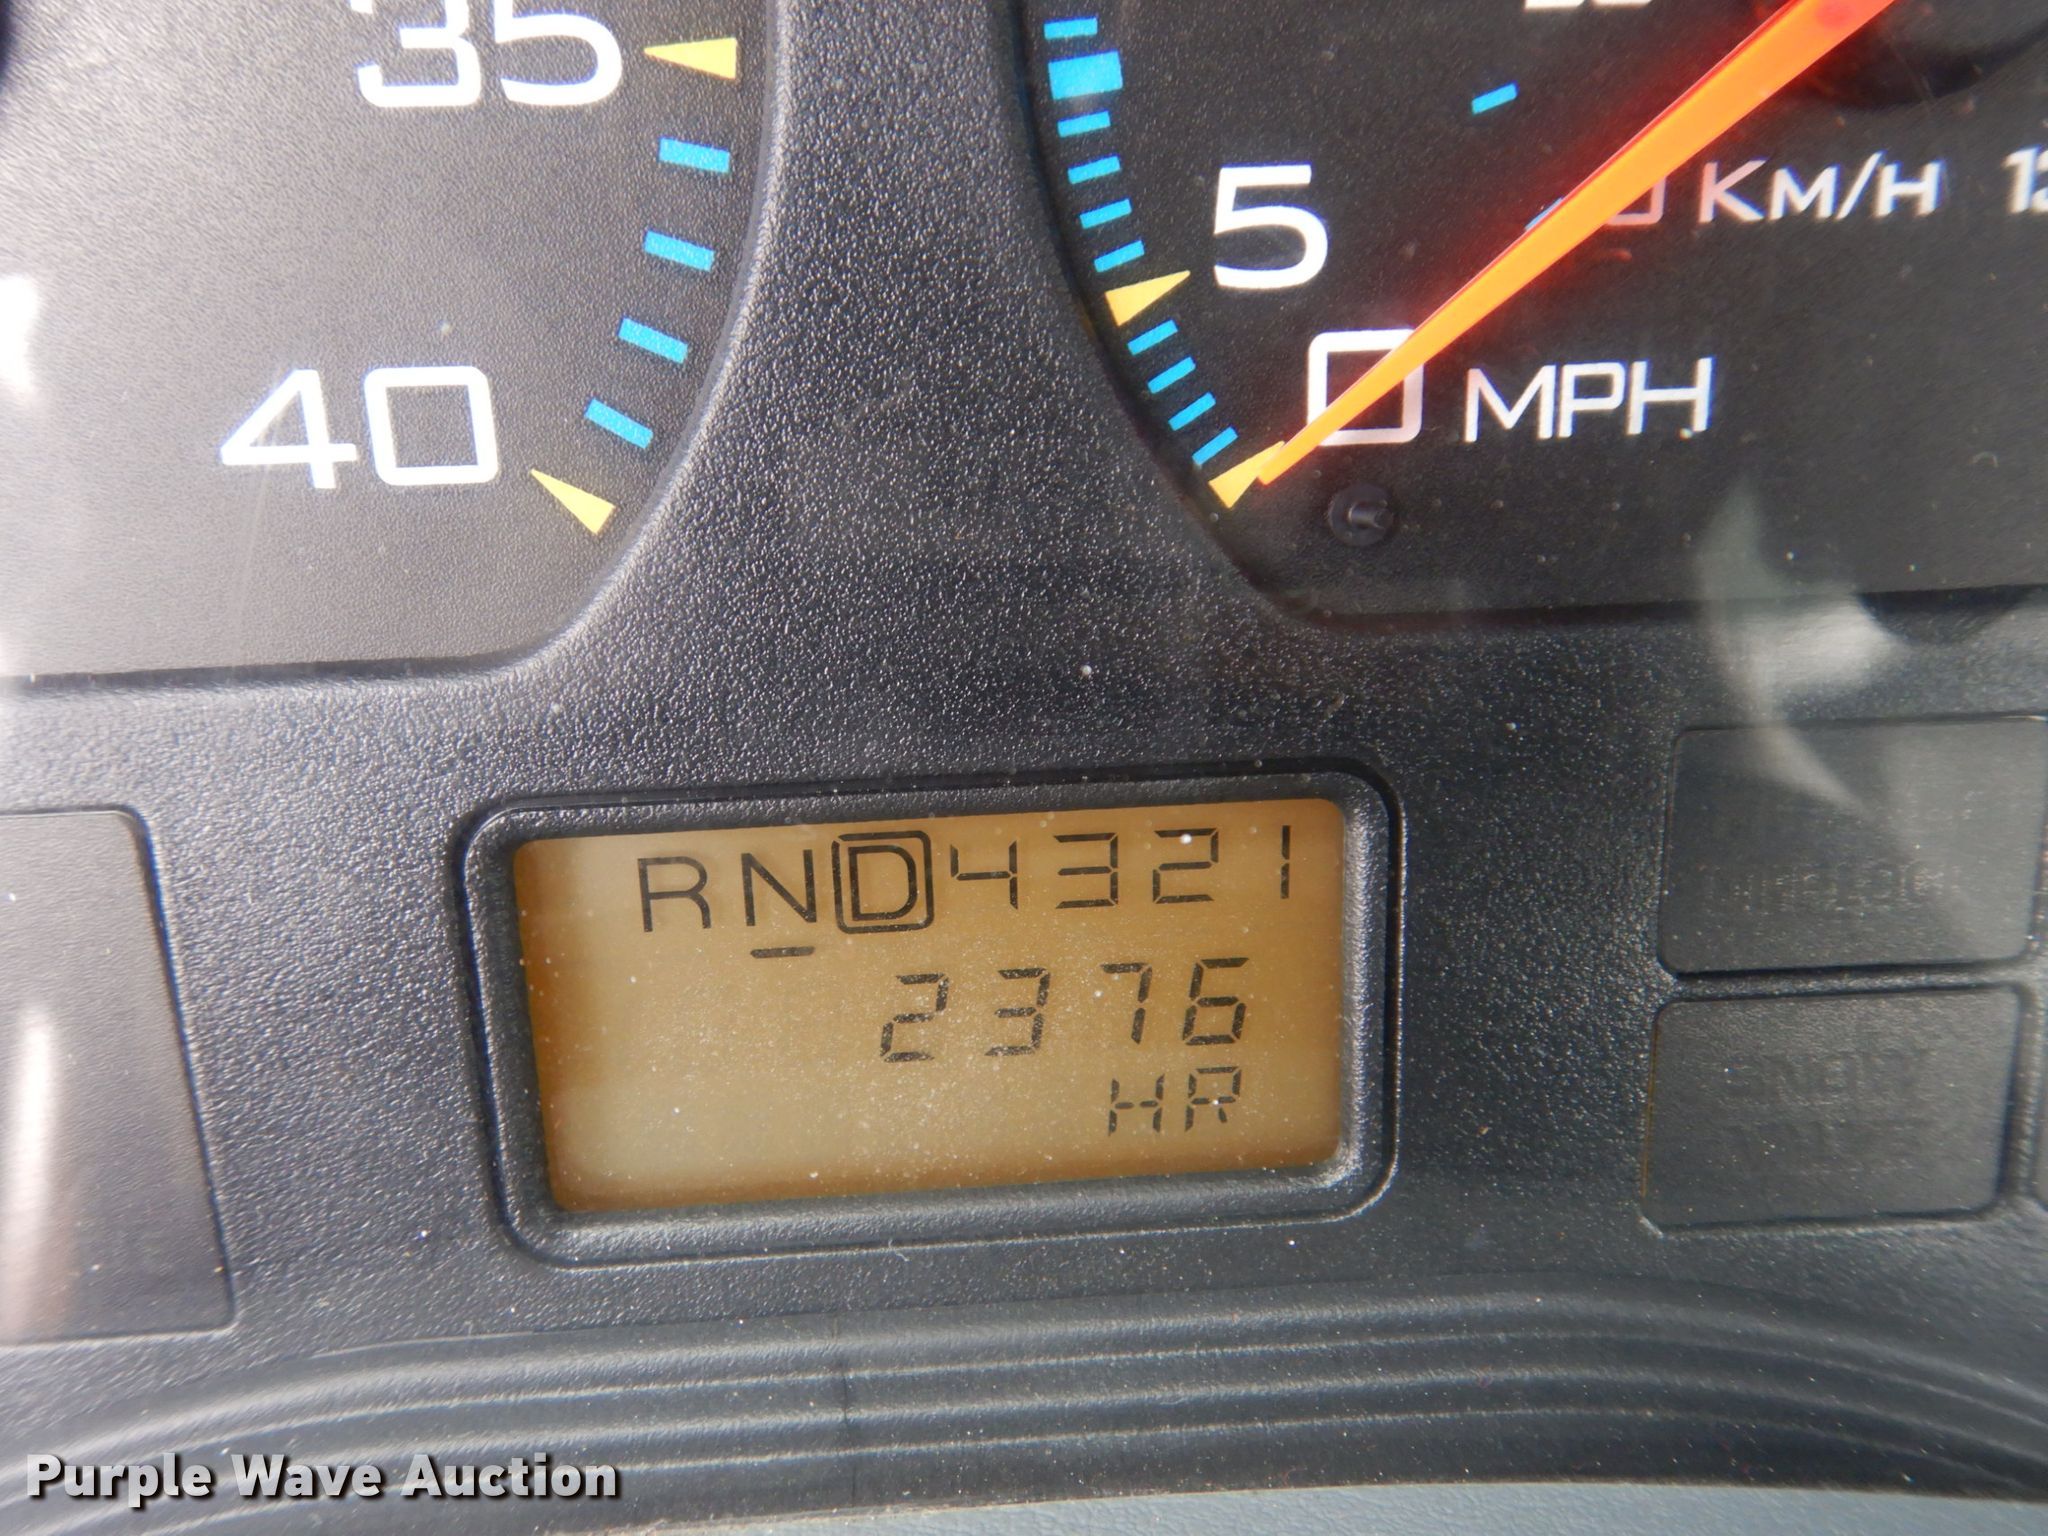 35
40
5
0 MPH
KM/H
RND4321
2376
HR
Purple Wave Auction